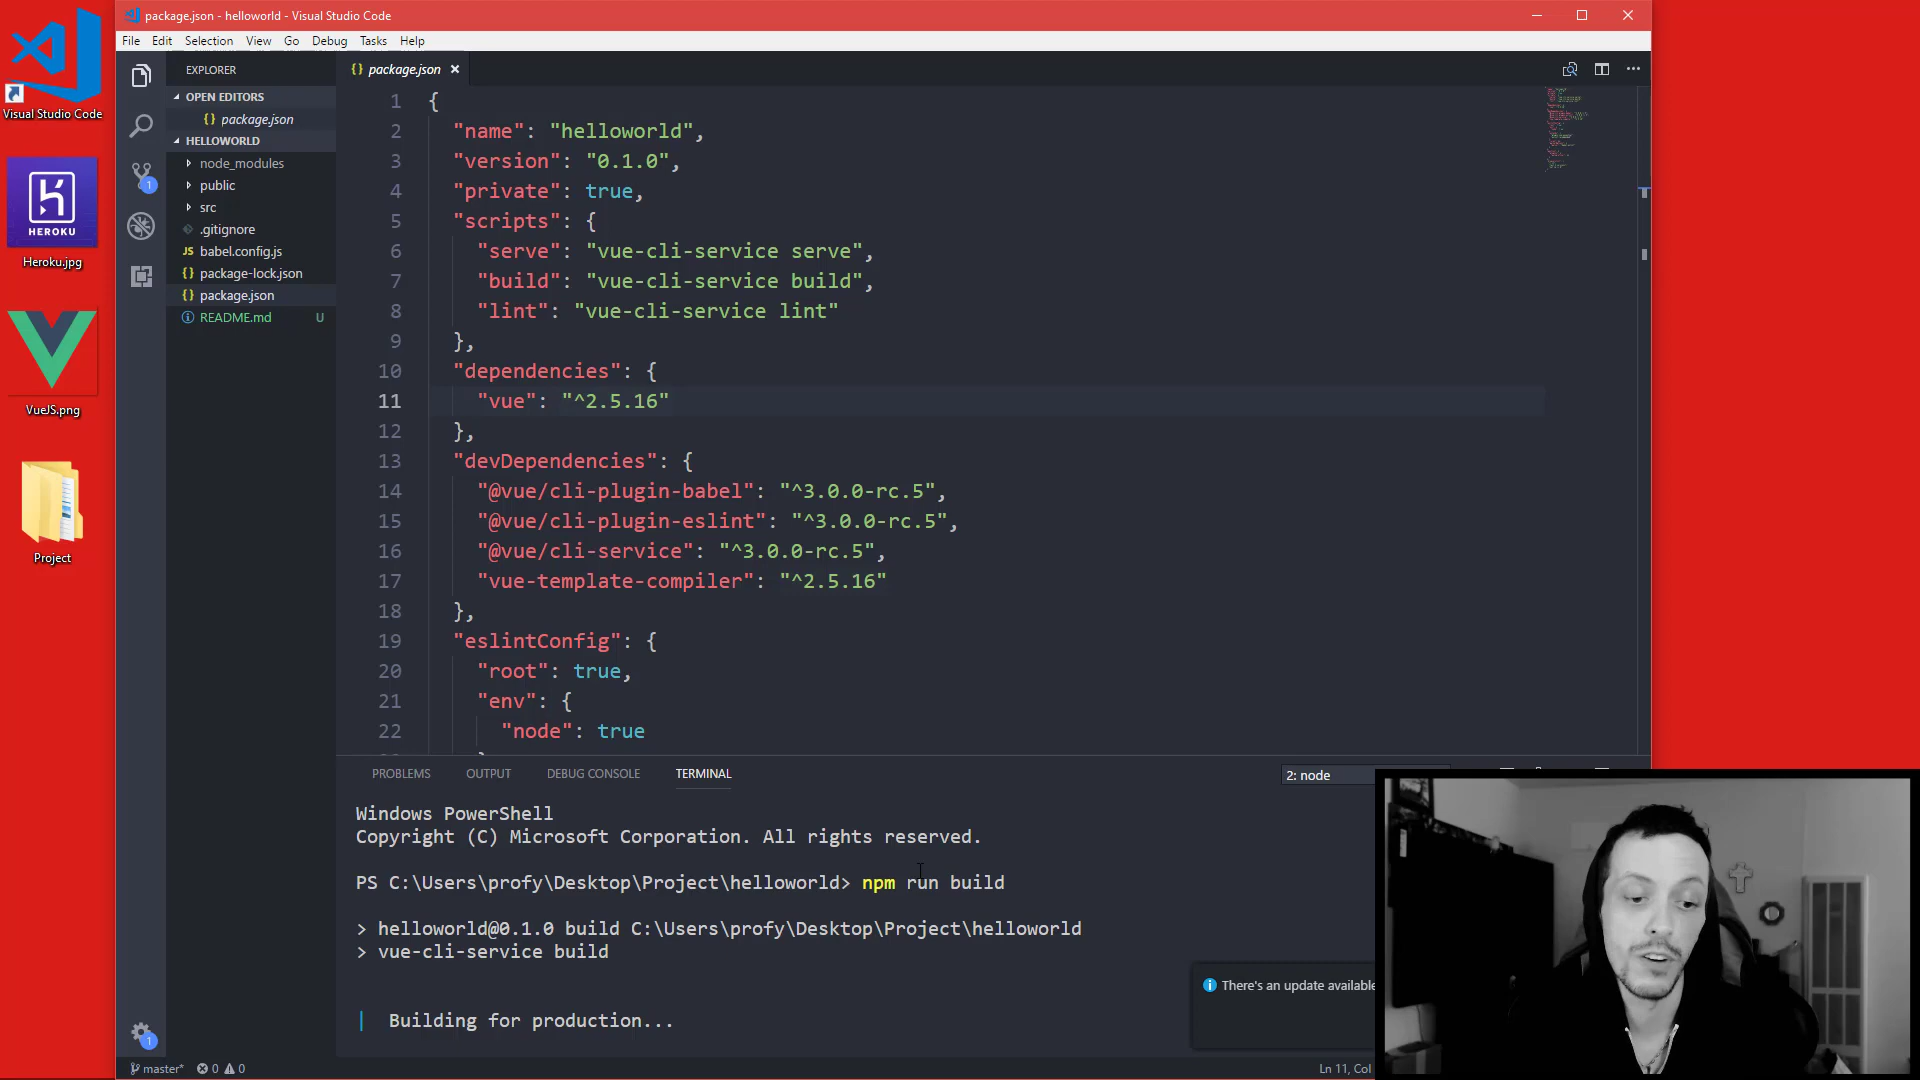 package.json - helloworld - Visual Studio Code
File Edit Selection View Go Debug Tasks Help
EXPLORER
OPEN EDITORS
{} package.json
HELLOWORLD
node_modules
public
src
.gitignore
JS babel.config.js
{} package-lock.json
{} package.json
README.md U
{} package.json ×
1 {
2 "name": "helloworld",
3 "version": "0.1.0",
4 "private": true,
5 "scripts": {
6 "serve": "vue-cli-service serve",
7 "build": "vue-cli-service build",
8 "lint": "vue-cli-service lint"
9 },
10 "dependencies": {
11 "vue": "^2.5.16"
12 },
13 "devDependencies": {
14 "@vue/cli-plugin-babel": "^3.0.0-rc.5",
15 "@vue/cli-plugin-eslint": "^3.0.0-rc.5",
16 "@vue/cli-service": "^3.0.0-rc.5",
17 "vue-template-compiler": "^2.5.16"
18 },
19 "eslintConfig": {
20 "root": true,
21 "env": {
22 "node": true
PROBLEMS OUTPUT DEBUG CONSOLE TERMINAL
2: node
Windows PowerShell
Copyright (C) Microsoft Corporation. All rights reserved.
PS C:\Users\profy\Desktop\Project\helloworld> npm run build
> helloworld@0.1.0 build C:\Users\profy\Desktop\Project\helloworld
> vue-cli-service build
| Building for production...
There's an update available
master* 0 0
Ln 11, Col
1
1
Visual Studio Code
HEROKU
Heroku.jpg
VueJS.png
Project